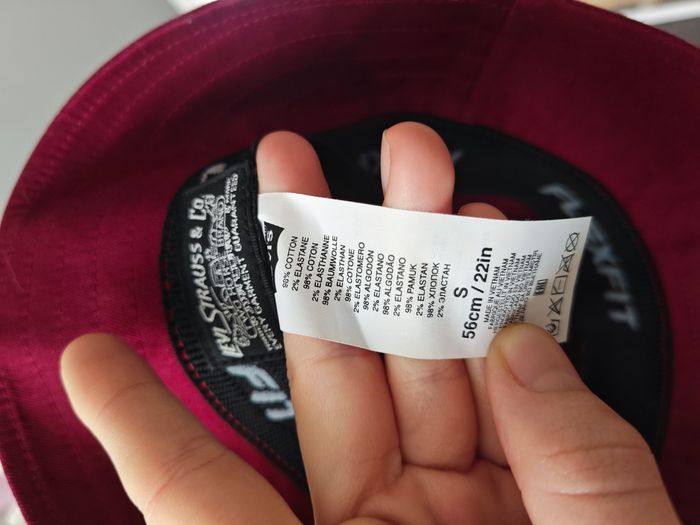 LEVI STRAUSS & CO.
98% COTTON
2% ELASTANE
98% COTON
2% ELASTHANNE
98% BAUMWOLLE
2% ELASTHAN
98% COTONE
2% ELASTOMERO
98% ALGODÓN
2% ELASTANO
98% ALGODÃO
2% ELASTANO
98% PAMUK
2% ELASTAN
98% ХЛОПОК
2% ЭЛАСТАН
S
56cm / 22in
MADE IN VIETNAM
FLEXFIT
FIT